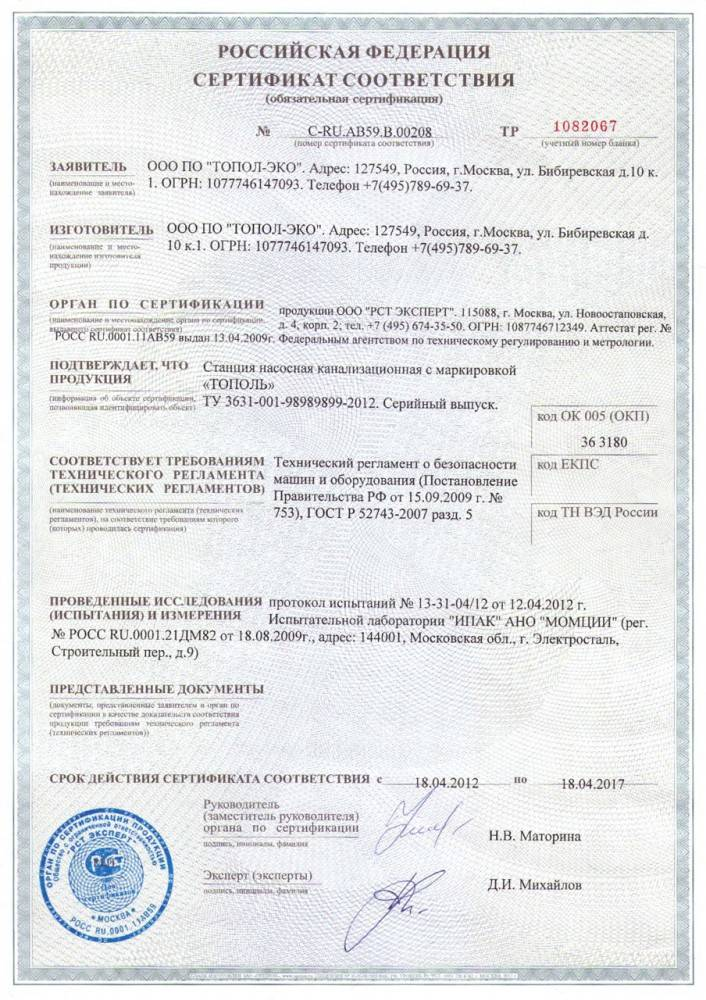 РОССИЙСКАЯ ФЕДЕРАЦИЯ
СЕРТИФИКАТ СООТВЕТСТВИЯ
(обязательная сертификация)
№ C-RU.АВ59.В.00208 ТР 1082067
(номер сертификата соответствия) (учетный номер бланка)
ЗАЯВИТЕЛЬ ООО ПО "ТОПОЛ-ЭКО". Адрес: 127549, Россия, г.Москва, ул. Бибиревская д.10 к.
(наименование и место-
нахождение заявителя)
1. ОГРН: 1077746147093. Телефон +7(495)789-69-37.
ИЗГОТОВИТЕЛЬ ООО ПО "ТОПОЛ-ЭКО". Адрес: 127549, Россия, г.Москва, ул. Бибиревская д.
(наименование и место-
нахождение изготовителя
продукции)
10 к.1. ОГРН: 1077746147093. Телефон +7(495)789-69-37.
ОРГАН ПО СЕРТИФИКАЦИИ продукции ООО "РСТ ЭКСПЕРТ". 115088, г. Москва, ул. Новоостаповская,
(наименование и местонахождение органа по сертификации,
выдавшего сертификат соответствия)
д. 4, корп. 2; тел. +7 (495) 674-35-50. ОГРН: 1087746712349. Аттестат рег. №
РОСС RU.0001.11АВ59 выдан 13.04.2009г. Федеральным агентством по техническому регулированию и метрологии.
ПОДТВЕРЖДАЕТ, ЧТО Станция насосная канализационная с маркировкой
ПРОДУКЦИЯ «ТОПОЛЬ»
(информация об объекте сертификации,
позволяющая идентифицировать объект)
ТУ 3631-001-98989899-2012. Серийный выпуск.
код ОК 005 (ОКП)
36 3180
СООТВЕТСТВУЕТ ТРЕБОВАНИЯМ Технический регламент о безопасности
ТЕХНИЧЕСКОГО РЕГЛАМЕНТА машин и оборудования (Постановление
(ТЕХНИЧЕСКИХ РЕГЛАМЕНТОВ) Правительства РФ от 15.09.2009 г. №
753), ГОСТ Р 52743-2007 разд. 5
(наименование технического регламента (технических
регламентов), на соответствие требованиям которого
(которых) проводилась сертификация)
код ЕКПС
код ТН ВЭД России
ПРОВЕДЕННЫЕ ИССЛЕДОВАНИЯ протокол испытаний № 13-31-04/12 от 12.04.2012 г.
(ИСПЫТАНИЯ) И ИЗМЕРЕНИЯ Испытательной лаборатории "ИПАК" АНО "МОМЦИИ" (рег.
№ РОСС RU.0001.21ДМ82 от 18.08.2009г., адрес: 144001, Московская обл., г. Электросталь,
Строительный пер., д.9)
ПРЕДСТАВЛЕННЫЕ ДОКУМЕНТЫ
(документы, представленные заявителем в орган по
сертификации в качестве доказательств соответствия
продукции требованиям технического регламента
(технических регламентов))
СРОК ДЕЙСТВИЯ СЕРТИФИКАТА СООТВЕТСТВИЯ с 18.04.2012 по 18.04.2017
Руководитель
(заместитель руководителя)
органа по сертификации
подпись, инициалы, фамилия
Н.В. Маторина
Эксперт (эксперты)
подпись, инициалы, фамилия
Д.И. Михайлов
ОРГАН ПО СЕРТИФИКАЦИИ ПРОДУКЦИИ
Общество с ограниченной ответственностью
"РСТ ЭКСПЕРТ"
Для
сертификатов
* МОСКВА *
РОСС RU.0001.11АВ59